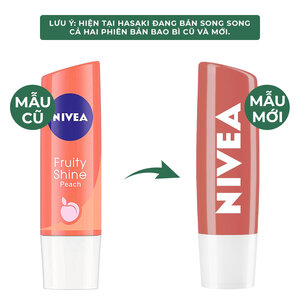 LƯU Ý: HIỆN TẠI HASAKI ĐANG BÁN SONG SONG
CẢ HAI PHIÊN BẢN BAO BÌ CŨ VÀ MỚI.
MẪU
CŨ
NIVEA
Fruity
Shine
Peach
NIVEA
MẪU
MỚI